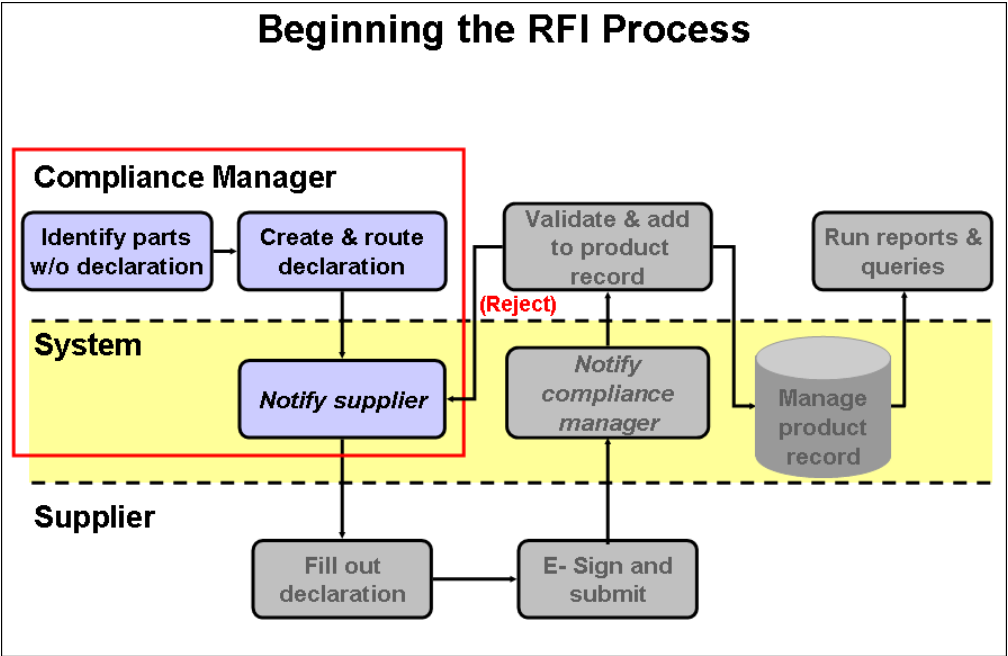 Beginning the RFI Process
Compliance Manager
Identify parts
w/o declaration
Create & route
declaration
Validate & add
to product
record
Run reports &
queries
(Reject)
System
Notify supplier
Notify
compliance
manager
Manage
product
record
Supplier
Fill out
declaration
E- Sign and
submit